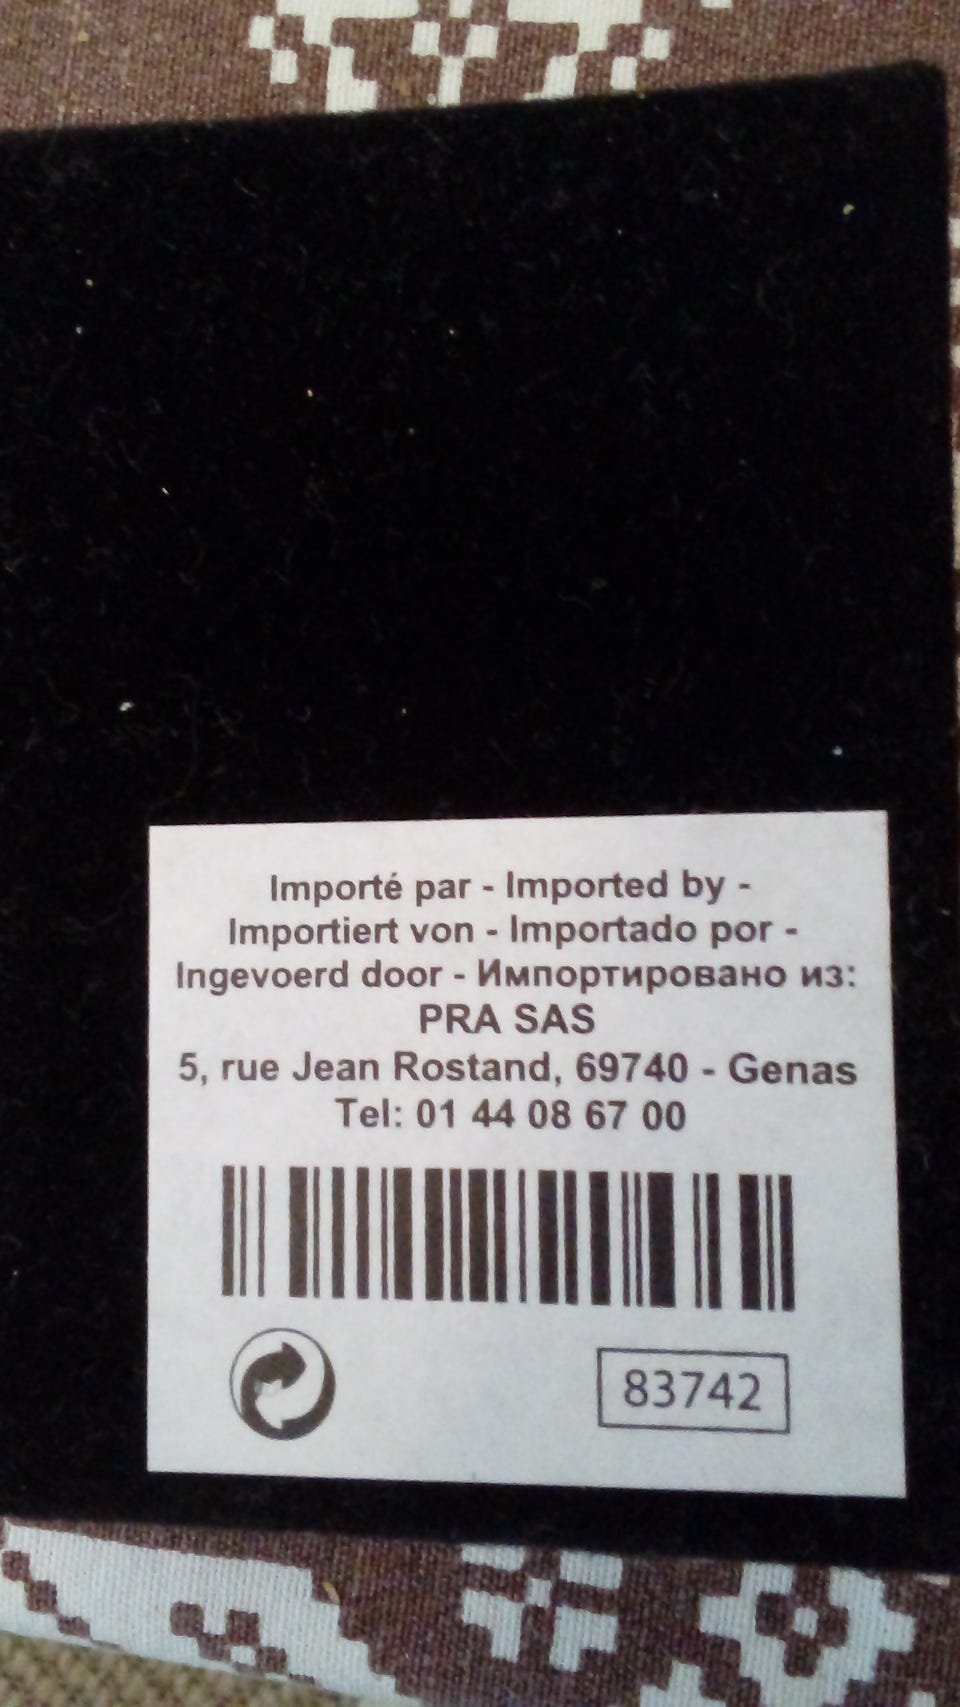 Importé par - Imported by -
Importiert von - Importado por -
Ingevoerd door - Импортировано из:
PRA SAS
5, rue Jean Rostand, 69740 - Genas
Tel: 01 44 08 67 00
83742